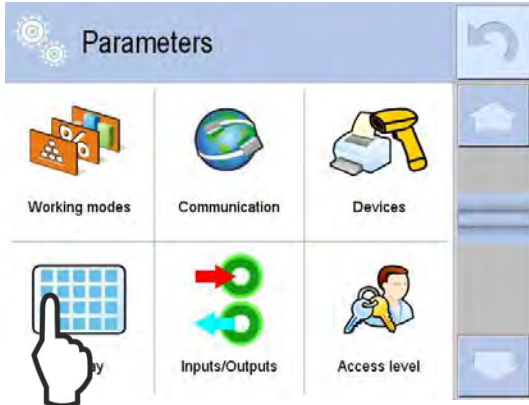 Parameters
Working modes
Communication
Devices
Inputs/Outputs
Access level